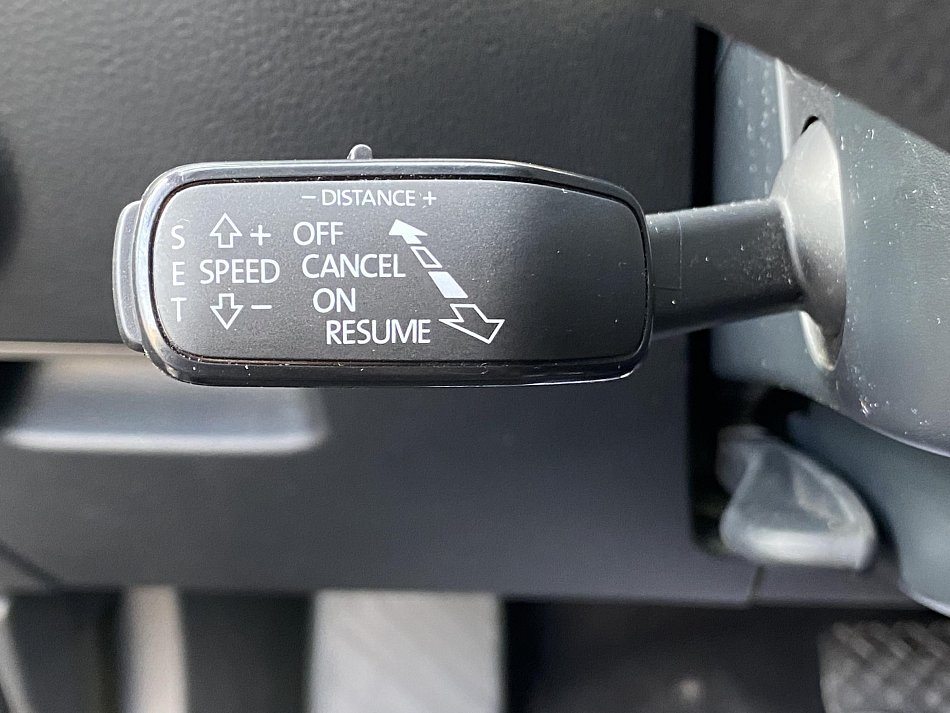 − DISTANCE +
S + OFF
E SPEED CANCEL
T − ON
RESUME